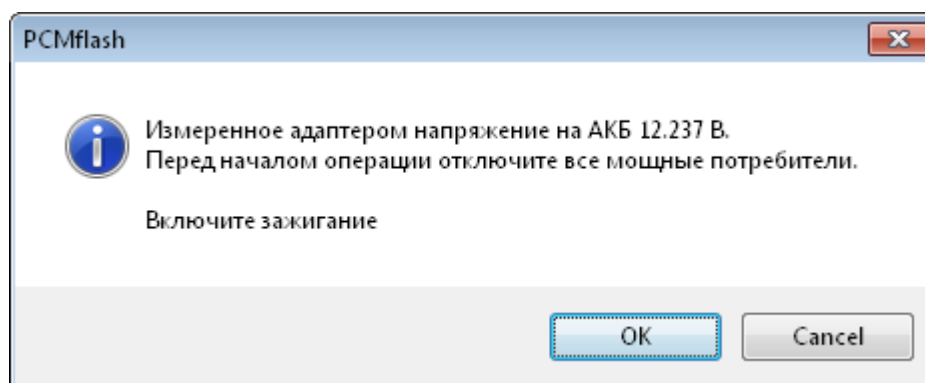 PCMflash
Измеренное адаптером напряжение на АКБ 12.237 В.
Перед началом операции отключите все мощные потребители.
Включите зажигание
OK
Cancel